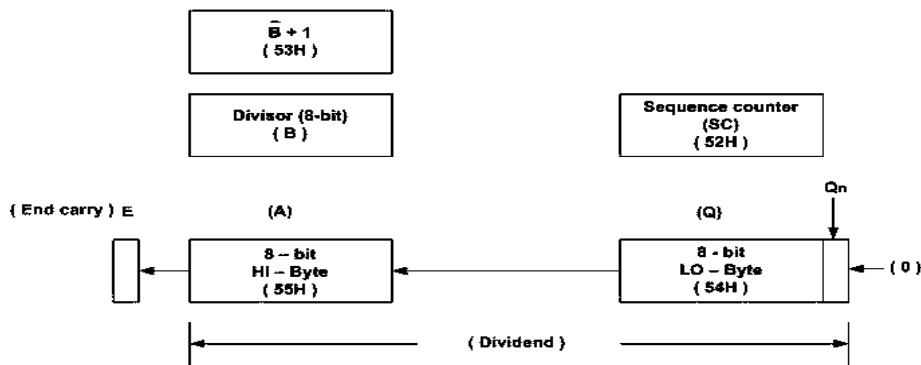 B̅ + 1
( 53H )
Divisor (8-bit)
( B )
Sequence counter
(SC)
( 52H )
Qn
( End carry ) E
(A)
(Q)
8 – bit
HI – Byte
(55H )
8 - bit
LO – Byte
( 54H )
( 0 )
( Dividend )